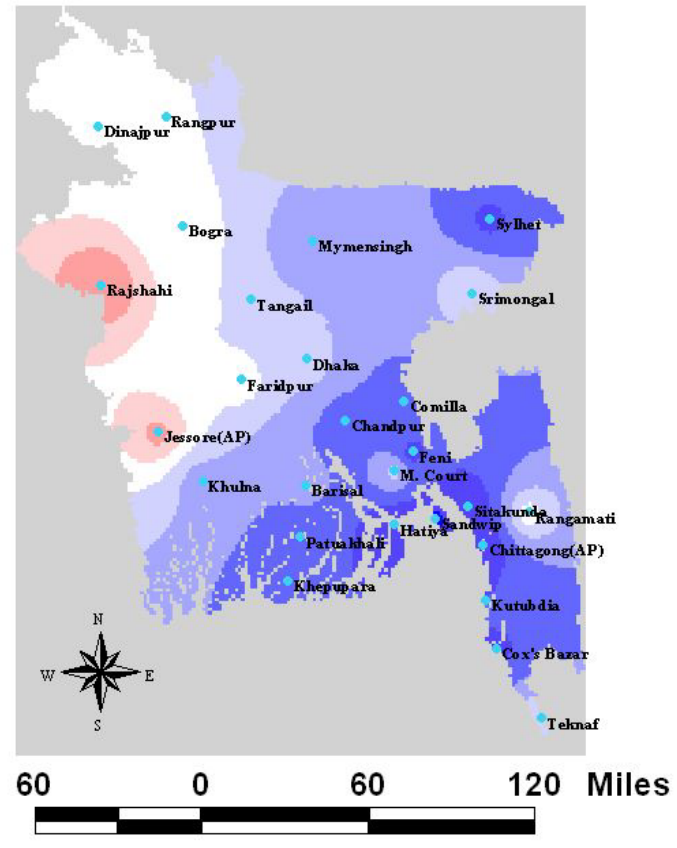 Rangpur
Dinajpur
Sylhet
Bogra
Mymensingh
Rajshahi
Srimongal
Tangail
Dhaka
Faridpur
Comilla
Chandpur
Jessore(AP)
Feni
M. Court
Khulna
Barisal
Sitakunda
Rangamati
Sandwip
Hatiya
Patuakhali
Chittagong(AP)
Khepupara
Kutubdia
N
Cox's Bazar
W E
S
Teknaf
60 0 60 120 Miles